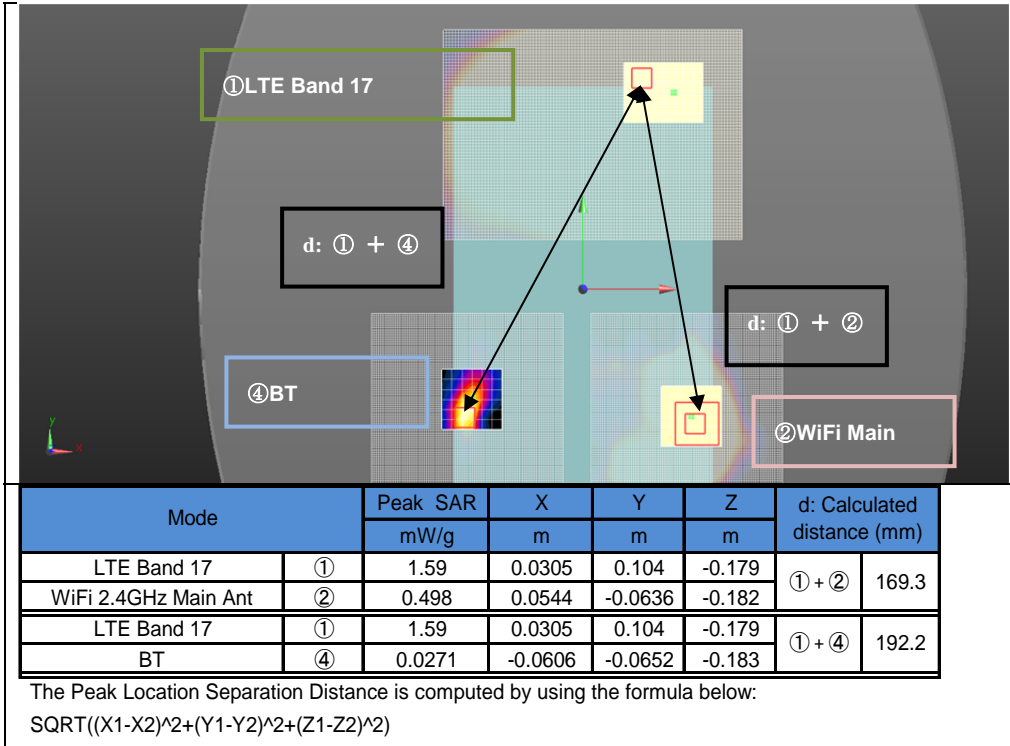 ①LTE Band 17
d: ① + ④
d: ① + ②
④BT
②WiFi Main
y
x
Mode Peak SAR X Y Z d: Calculated distance (mm)
mW/g m m m
LTE Band 17 ① 1.59 0.0305 0.104 -0.179 ①+② 169.3
WiFi 2.4GHz Main Ant ② 0.498 0.0544 -0.0636 -0.182
LTE Band 17 ① 1.59 0.0305 0.104 -0.179 ①+④ 192.2
BT ④ 0.0271 -0.0606 -0.0652 -0.183
The Peak Location Separation Distance is computed by using the formula below:
SQRT((X1-X2)^2+(Y1-Y2)^2+(Z1-Z2)^2)